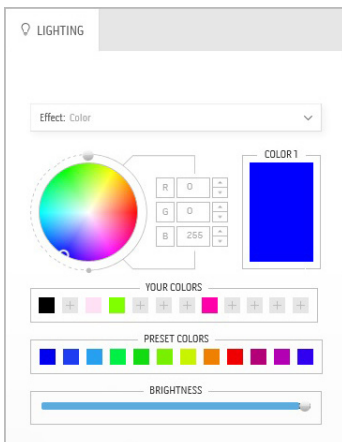 LIGHTING
Effect: Color
COLOR 1
R 0
G 0
B 255
YOUR COLORS
PRESET COLORS
BRIGHTNESS